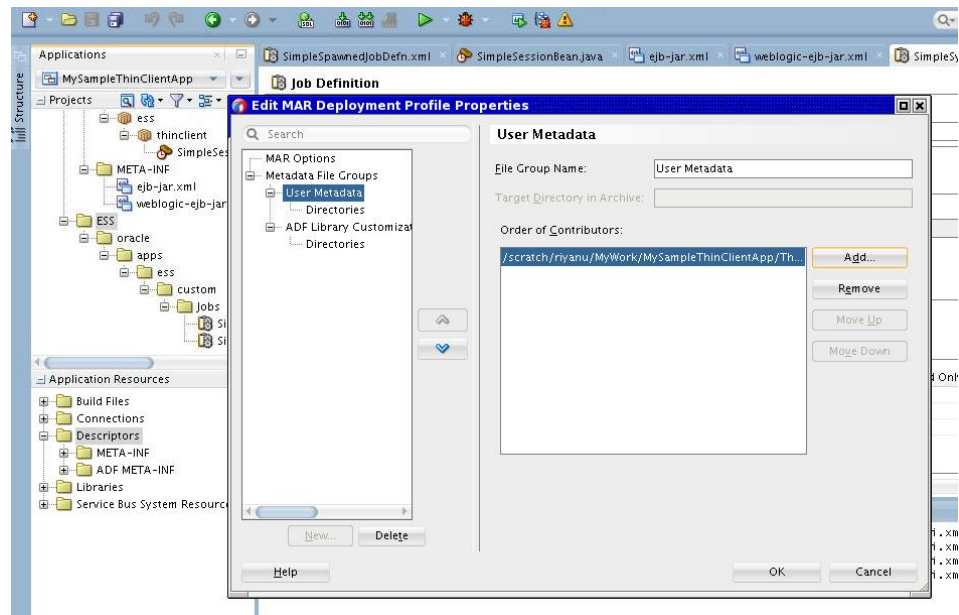 Applications
MySampleThinClientApp
Projects
ess
thinclient
SimpleSes
META-INF
ejb-jar.xml
weblogic-ejb-jar
ESS
oracle
apps
ess
custom
Jobs
Si
Si
Application Resources
Build Files
Connections
Descriptors
META-INF
ADF META-INF
Libraries
Service Bus System Resourc
Structure
SimpleSpawnedJobDefn.xml
SimpleSessionBean.java
ejb-jar.xml
weblogic-ejb-jar.xml
SimpleSy
Job Definition
Edit MAR Deployment Profile Properties
Search
MAR Options
Metadata File Groups
User Metadata
Directories
ADF Library Customizat
Directories
New...
Delete
User Metadata
File Group Name:
User Metadata
Target Directory in Archive:
Order of Contributors:
/scratch/riyanu/MyWork/MySampleThinClientApp/Th...
Add...
Remove
Move Up
Move Down
Help
OK
Cancel